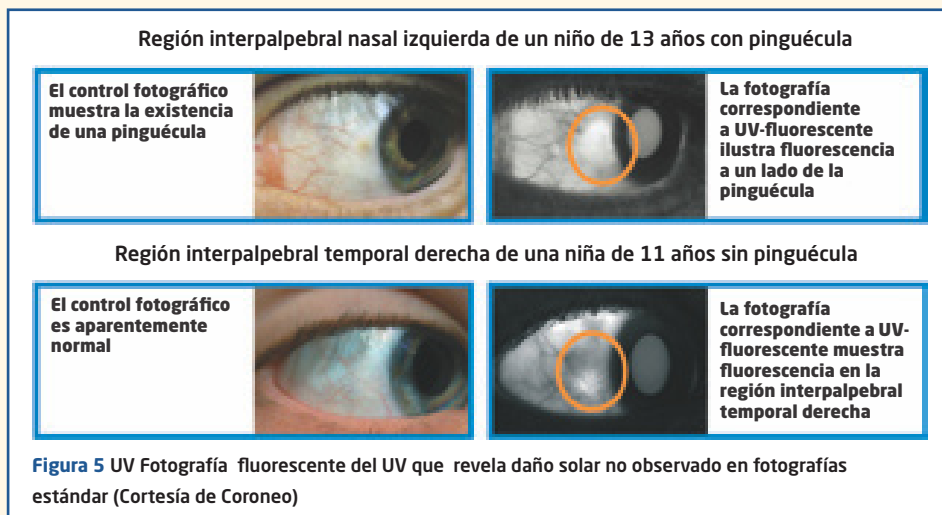 Región interpalpebral nasal izquierda de un niño de 13 años con pinguécula
El control fotográfico
muestra la existencia
de una pinguécula
La fotografía
correspondiente
a UV-fluorescente
ilustra fluorescencia
a un lado de la
pinguécula
Región interpalpebral temporal derecha de una niña de 11 años sin pinguécula
El control fotográfico
es aparentemente
normal
La fotografía
correspondiente a UV-
fluorescente muestra
fluorescencia en la
región interpalpebral
temporal derecha
Figura 5 UV Fotografía fluorescente del UV que revela daño solar no observado en fotografías
estándar (Cortesía de Coroneo)